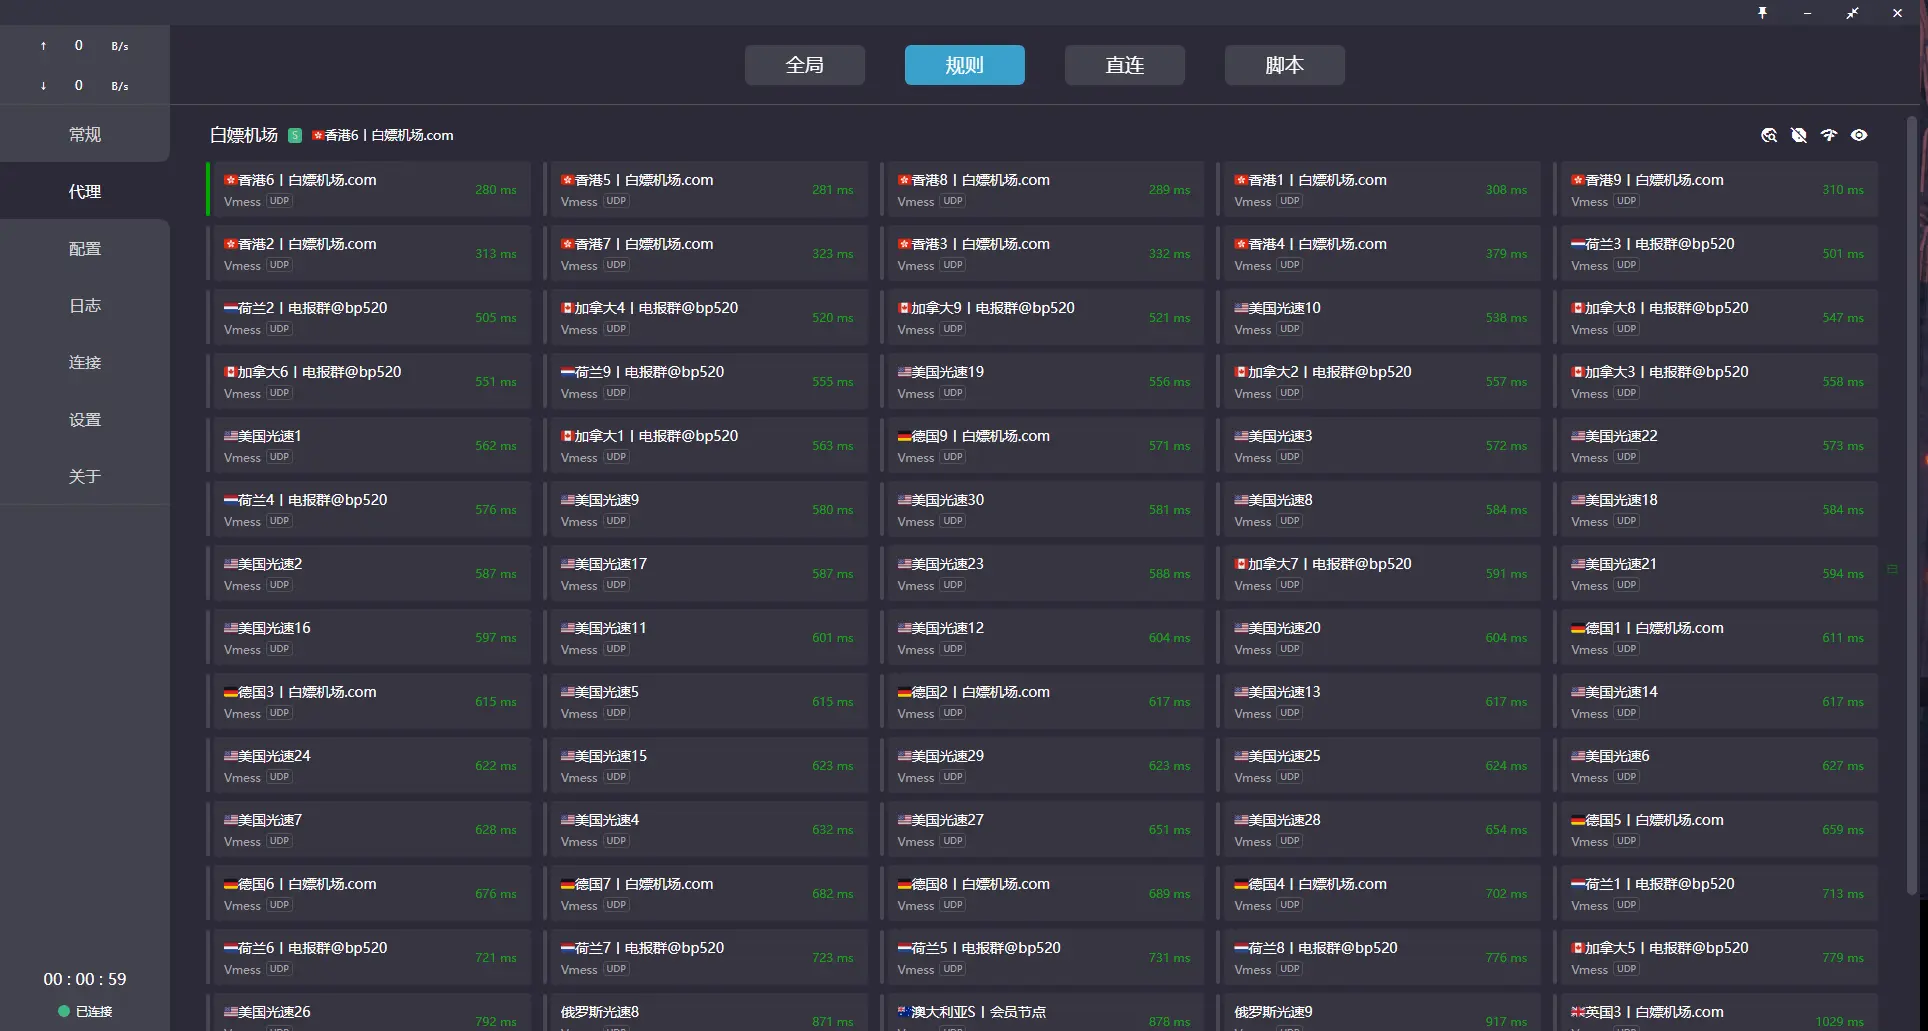 ↑ 0 B/s
↓ 0 B/s
常规
代理
配置
日志
连接
设置
关于
00 : 00 : 59
已连接
全局 规则 直连 脚本
白嫖机场 S 香港6丨白嫖机场.com
香港6丨白嫖机场.com 280 ms 香港5丨白嫖机场.com 281 ms 香港8丨白嫖机场.com 289 ms 香港1丨白嫖机场.com 308 ms 香港9丨白嫖机场.com 310 ms
Vmess UDP Vmess UDP Vmess UDP Vmess UDP Vmess UDP
香港2丨白嫖机场.com 313 ms 香港7丨白嫖机场.com 323 ms 香港3丨白嫖机场.com 332 ms 香港4丨白嫖机场.com 379 ms 荷兰3丨电报群@bp520 501 ms
Vmess UDP Vmess UDP Vmess UDP Vmess UDP Vmess UDP
荷兰2丨电报群@bp520 505 ms 加拿大4丨电报群@bp520 520 ms 加拿大9丨电报群@bp520 521 ms 美国光速10 538 ms 加拿大8丨电报群@bp520 547 ms
Vmess UDP Vmess UDP Vmess UDP Vmess UDP Vmess UDP
加拿大6丨电报群@bp520 551 ms 荷兰9丨电报群@bp520 555 ms 美国光速19 556 ms 加拿大2丨电报群@bp520 557 ms 加拿大3丨电报群@bp520 558 ms
Vmess UDP Vmess UDP Vmess UDP Vmess UDP Vmess UDP
美国光速1 562 ms 加拿大1丨电报群@bp520 563 ms 德国9丨白嫖机场.com 571 ms 美国光速3 572 ms 美国光速22 573 ms
Vmess UDP Vmess UDP Vmess UDP Vmess UDP Vmess UDP
荷兰4丨电报群@bp520 576 ms 美国光速9 580 ms 美国光速30 581 ms 美国光速8 584 ms 美国光速18 584 ms
Vmess UDP Vmess UDP Vmess UDP Vmess UDP Vmess UDP
美国光速2 587 ms 美国光速17 587 ms 美国光速23 588 ms 加拿大7丨电报群@bp520 591 ms 美国光速21 594 ms
Vmess UDP Vmess UDP Vmess UDP Vmess UDP Vmess UDP
美国光速16 597 ms 美国光速11 601 ms 美国光速12 604 ms 美国光速20 604 ms 德国1丨白嫖机场.com 611 ms
Vmess UDP Vmess UDP Vmess UDP Vmess UDP Vmess UDP
德国3丨白嫖机场.com 615 ms 美国光速5 615 ms 德国2丨白嫖机场.com 617 ms 美国光速13 617 ms 美国光速14 617 ms
Vmess UDP Vmess UDP Vmess UDP Vmess UDP Vmess UDP
美国光速24 622 ms 美国光速15 623 ms 美国光速29 623 ms 美国光速25 624 ms 美国光速6 627 ms
Vmess UDP Vmess UDP Vmess UDP Vmess UDP Vmess UDP
美国光速7 628 ms 美国光速4 632 ms 美国光速27 651 ms 美国光速28 654 ms 德国5丨白嫖机场.com 659 ms
Vmess UDP Vmess UDP Vmess UDP Vmess UDP Vmess UDP
德国6丨白嫖机场.com 676 ms 德国7丨白嫖机场.com 682 ms 德国8丨白嫖机场.com 689 ms 德国4丨白嫖机场.com 702 ms 荷兰1丨电报群@bp520 713 ms
Vmess UDP Vmess UDP Vmess UDP Vmess UDP Vmess UDP
荷兰6丨电报群@bp520 721 ms 荷兰7丨电报群@bp520 723 ms 荷兰5丨电报群@bp520 731 ms 荷兰8丨电报群@bp520 776 ms 加拿大5丨电报群@bp520 779 ms
Vmess UDP Vmess UDP Vmess UDP Vmess UDP Vmess UDP
美国光速26 792 ms 俄罗斯光速8 871 ms 澳大利亚S丨会员节点 878 ms 俄罗斯光速9 917 ms 英国3丨白嫖机场.com 1029 ms